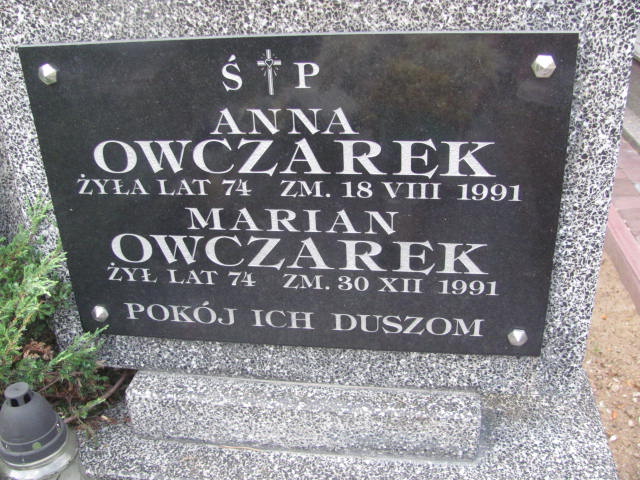 Ś P
ANNA
OWCZAREK
ŻYŁA LAT 74 ZM. 18 VIII 1991
MARIAN
OWCZAREK
ŻYŁ LAT 74 ZM. 30 XII 1991
POKÓJ ICH DUSZOM